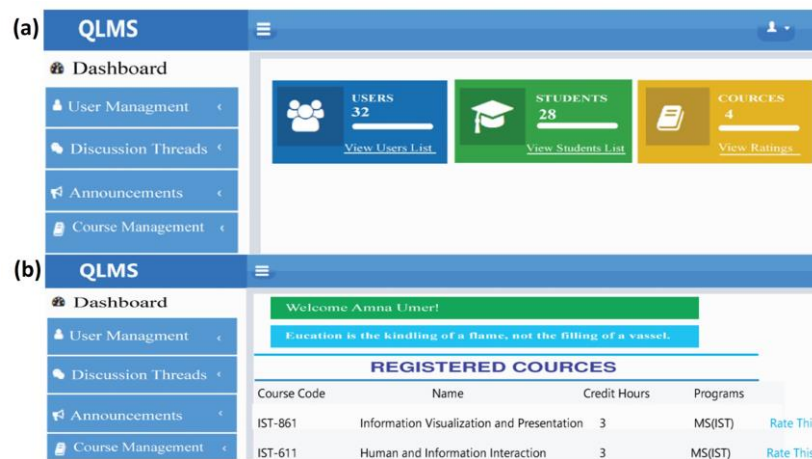 (a)
QLMS
Dashboard
User Managment
Discussion Threads
Announcements
Course Management
USERS
32
View Users List
STUDENTS
28
View Students List
COURCES
4
View Ratings
(b)
QLMS
Dashboard
User Managment
Discussion Threads
Announcements
Course Management
Welcome Amna Umer!
Eucation is the kindling of a flame, not the filling of a vassel.
REGISTERED COURCES
Course Code Name Credit Hours Programs
IST-861 Information Visualization and Presentation 3 MS(IST) Rate Thi
IST-611 Human and Information Interaction 3 MS(IST) Rate This